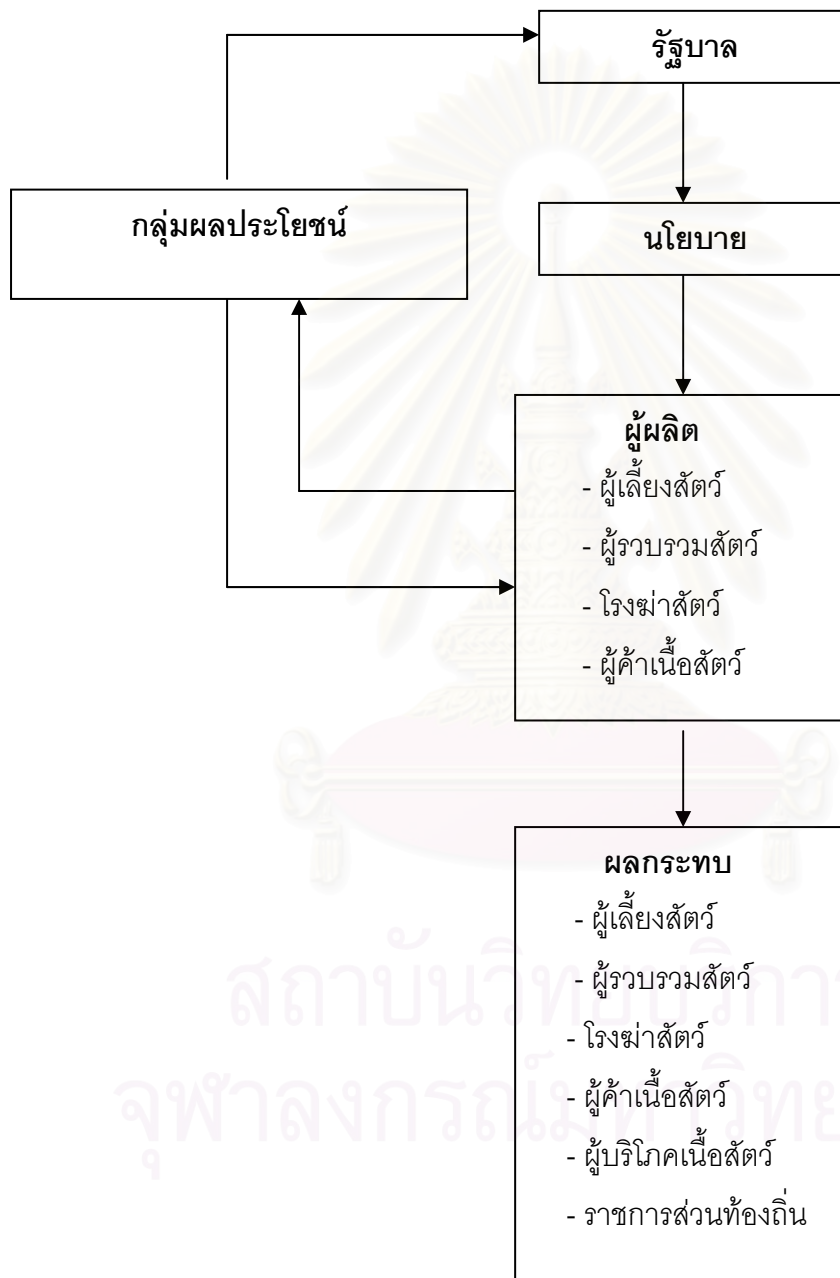 รัฐบาล
กลุ่มผลประโยชน์
นโยบาย
ผู้ผลิต
- ผู้เลี้ยงสัตว์
- ผู้รวบรวมสัตว์
- โรงฆ่าสัตว์
- ผู้ค้าเนื้อสัตว์
ผลกระทบ
- ผู้เลี้ยงสัตว์
- ผู้รวบรวมสัตว์
- โรงฆ่าสัตว์
- ผู้ค้าเนื้อสัตว์
- ผู้บริโภคเนื้อสัตว์
- ราชการส่วนท้องถิ่น